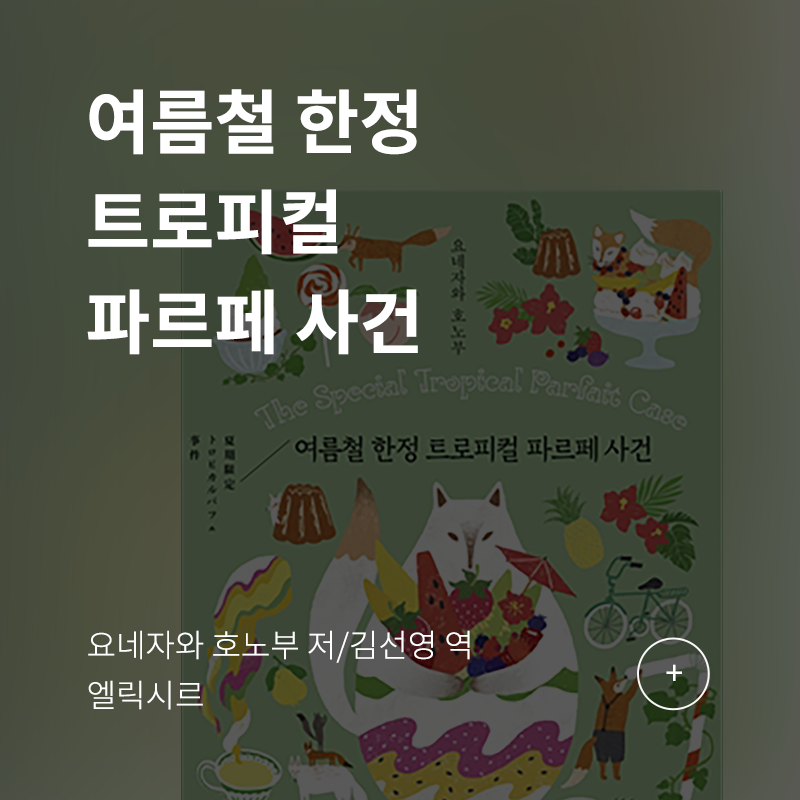 여름철 한정
트로피컬
파르페 사건
요네자와 호노부
The Special Tropical Parfait Case
여름철 한정 트로피컬 파르페 사건
夏期限定
トロピカルパフェ
事件
요네자와 호노부 저/김선영 역
엘릭시르
+